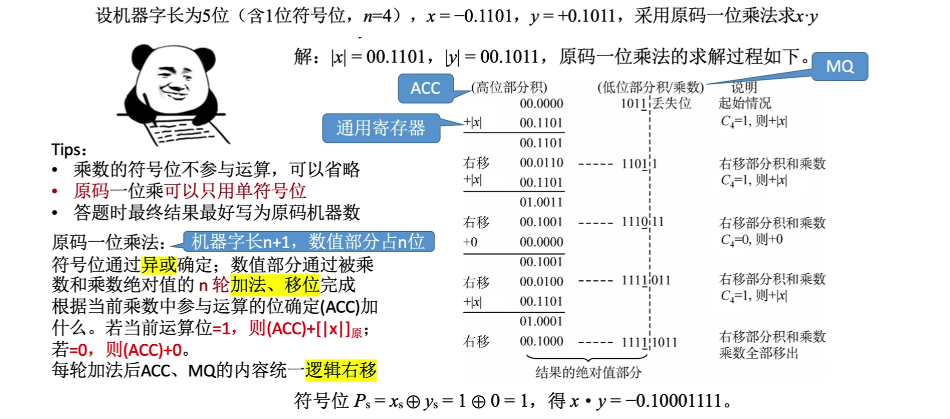 设机器字长为5位（含1位符号位，n=4），x = −0.1101，y = +0.1011，采用原码一位乘法求x·y
解：|x| = 00.1101，|y| = 00.1011，原码一位乘法的求解过程如下。
MQ
ACC
(高位部分积) (低位部分积/乘数) 说明
00.0000 1011 丢失位 起始情况
通用寄存器
+|x| 00.1101 C4=1, 则+|x|
00.1101
右移 00.0110 1101 1 右移部分积和乘数
+|x| 00.1101 C4=1, 则+|x|
01.0011
右移 00.1001 1110 11 右移部分积和乘数
+0 00.0000 C4=0, 则+0
00.1001
右移 00.0100 1111 011 右移部分积和乘数
+|x| 00.1101 C4=1, 则+|x|
01.0001
右移 00.1000 1111 1011 右移部分积和乘数
乘数全部移出
结果的绝对值部分
Tips:
• 乘数的符号位不参与运算，可以省略
• 原码一位乘可以只用单符号位
• 答题时最终结果最好写为原码机器数
原码一位乘法：
机器字长n+1，数值部分占n位
符号位通过异或确定；数值部分通过被乘
数和乘数绝对值的 n 轮加法、移位完成
根据当前乘数中参与运算的位确定(ACC)加
什么。若当前运算位=1，则(ACC)+[|x|]原；
若=0，则(ACC)+0。
每轮加法后ACC、MQ的内容统一逻辑右移
符号位 Ps = xs ⊕ ys = 1 ⊕ 0 = 1，得 x • y = −0.10001111。